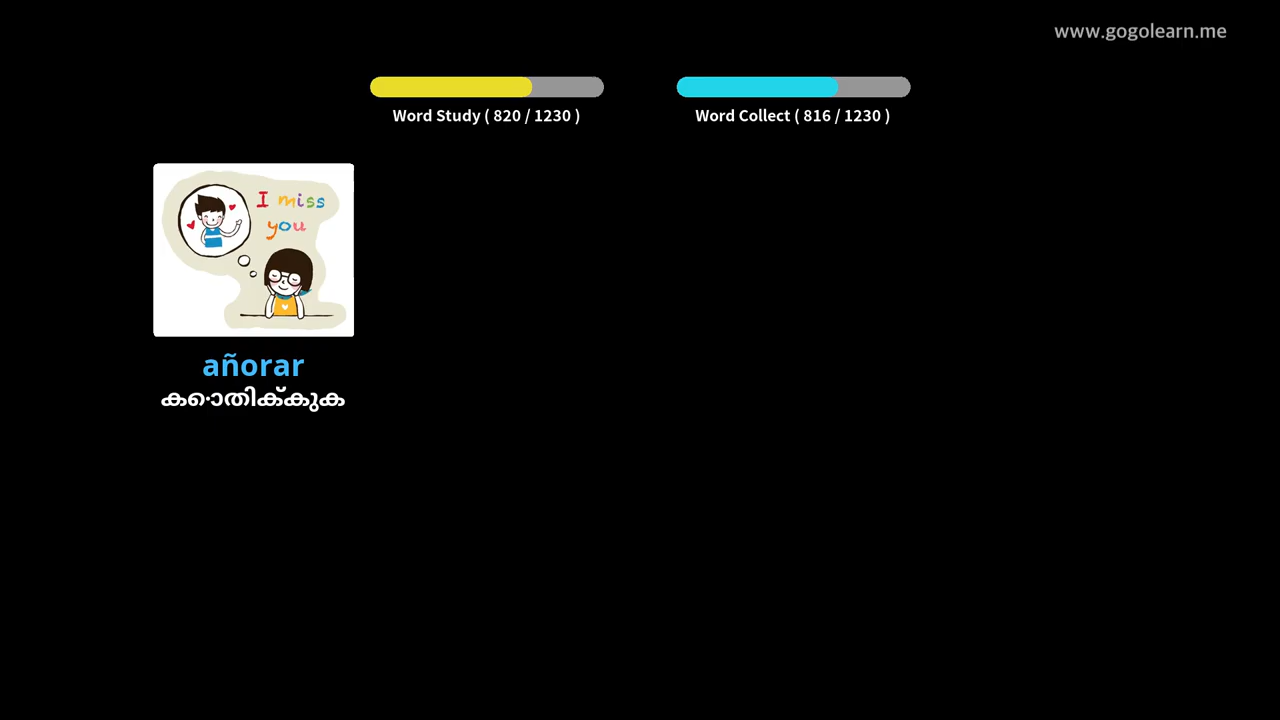 www.gogolearn.me
Word Study ( 820 / 1230 )
Word Collect ( 816 / 1230 )
I miss
you
añorar
കൊതിക്കുക